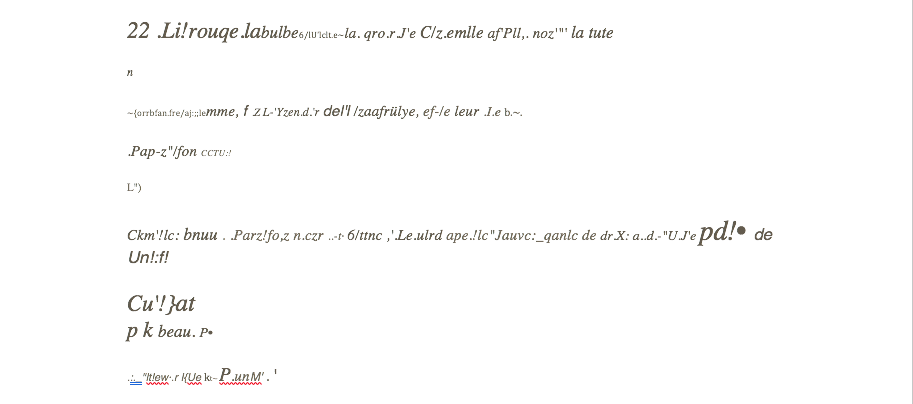 22 .Li!rouqe.labulbe6/lU'lclt.e~la. qro.r.J'e C/z.emlle af'Pll,. noz'"' la tute
n
~{orrbfan.fre/aj:;;lemme, f Z L-'Yzen.d.'r del'l /zaafrülye, ef-/e leur .I.e b.~.
.Pap-z"/fon CCTU:!
L")
Ckm'!lc: bnuu . .Parz!fo,z n.czr ..-t· 6/ttnc ,'.Le.ulrd ape.!lc"Jauvc:_qanlc de dr.X: a..d.-"U.J'e pd!• de
Un!:f!
Cu'!}at
p k beau. P•
.:._ "lt!ew·.r l{Ue kt~ P.unM' . '